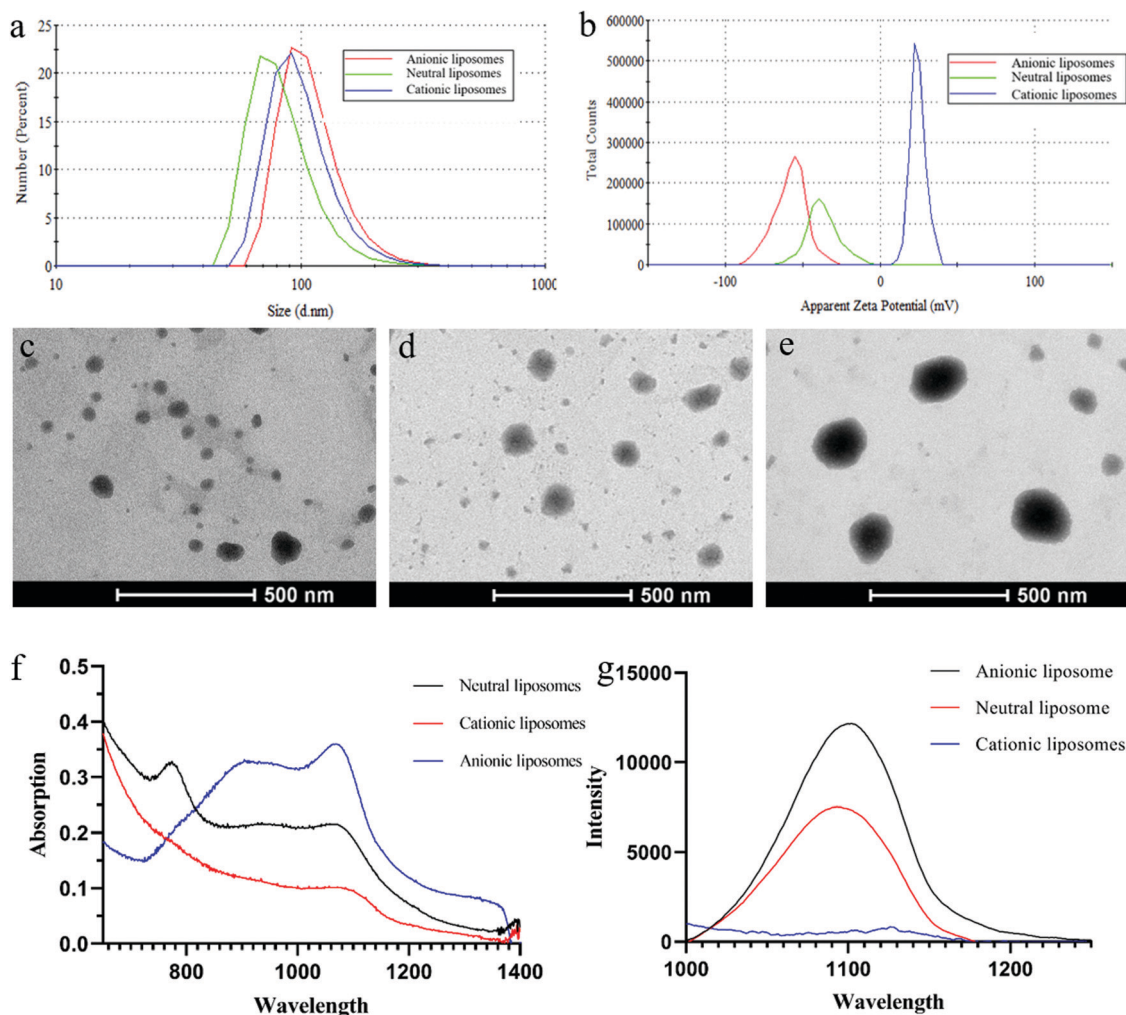 a
25
20
15
10
5
0
Number (Percent)
Anionic liposomes
Neutral liposomes
Cationic liposomes
10
100
1000
Size (d.nm)
b
600000
500000
400000
300000
200000
100000
0
Total Counts
Anionic liposomes
Neutral liposomes
Cationic liposomes
-100
0
100
Apparent Zeta Potential (mV)
c
500 nm
d
500 nm
e
500 nm
f
0.5
0.4
0.3
0.2
0.1
0.0
Absorption
Neutral liposomes
Cationic liposomes
Anionic liposomes
800
1000
1200
1400
Wavelength
g
15000
10000
5000
0
Intensity
Anionic liposome
Neutral liposome
Cationic liposomes
1000
1100
1200
Wavelength